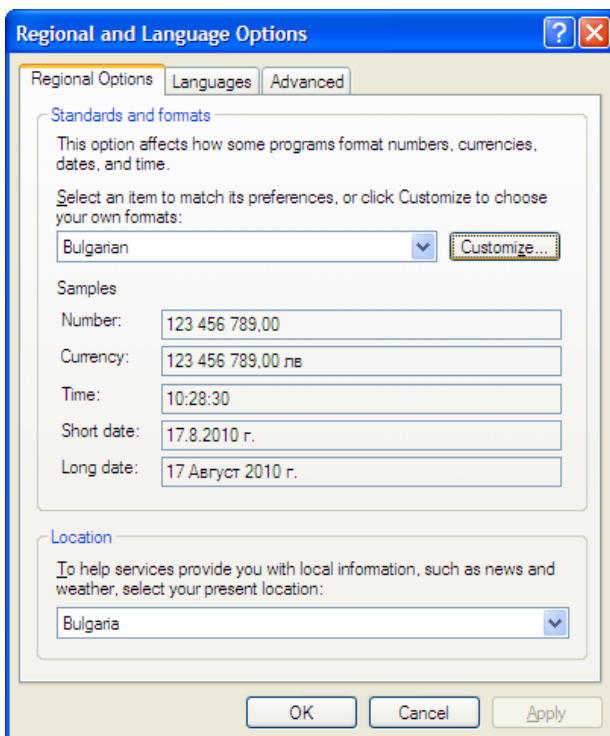 Regional and Language Options
Regional Options Languages Advanced
Standards and formats
This option affects how some programs format numbers, currencies,
dates, and time.
Select an item to match its preferences, or click Customize to choose
your own formats:
Bulgarian Customize...
Samples
Number: 123 456 789,00
Currency: 123 456 789,00 лв
Time: 10:28:30
Short date: 17.8.2010 г.
Long date: 17 Август 2010 г.
Location
To help services provide you with local information, such as news and
weather, select your present location:
Bulgaria
OK Cancel Apply